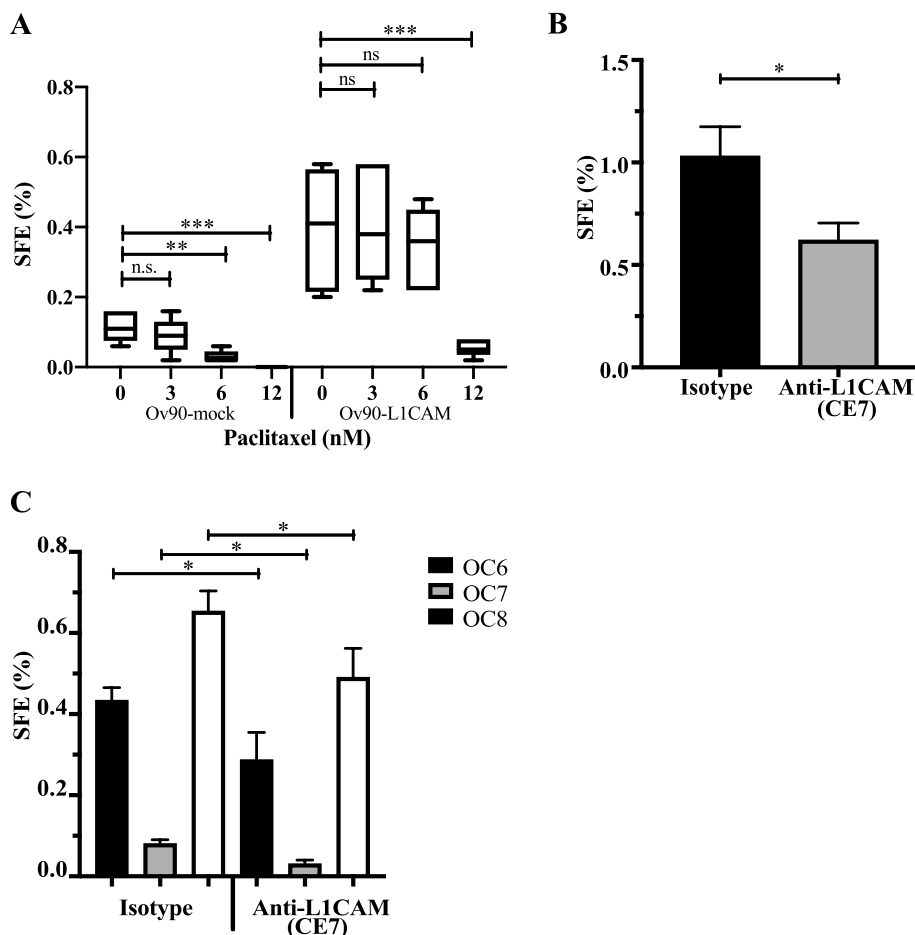 A
***
ns
ns
0.8
0.6
0.4
0.2
0.0
SFE (%)
***
**
n.s.
0 3 6 12 0 3 6 12
Ov90-mock Ov90-L1CAM
Paclitaxel (nM)
B
1.5
1.0
0.5
0.0
SFE (%)
*
Isotype Anti-L1CAM
(CE7)
C
0.8
0.6
0.4
0.2
0.0
SFE (%)
*
*
*
OC6
OC7
OC8
Isotype Anti-L1CAM
(CE7)